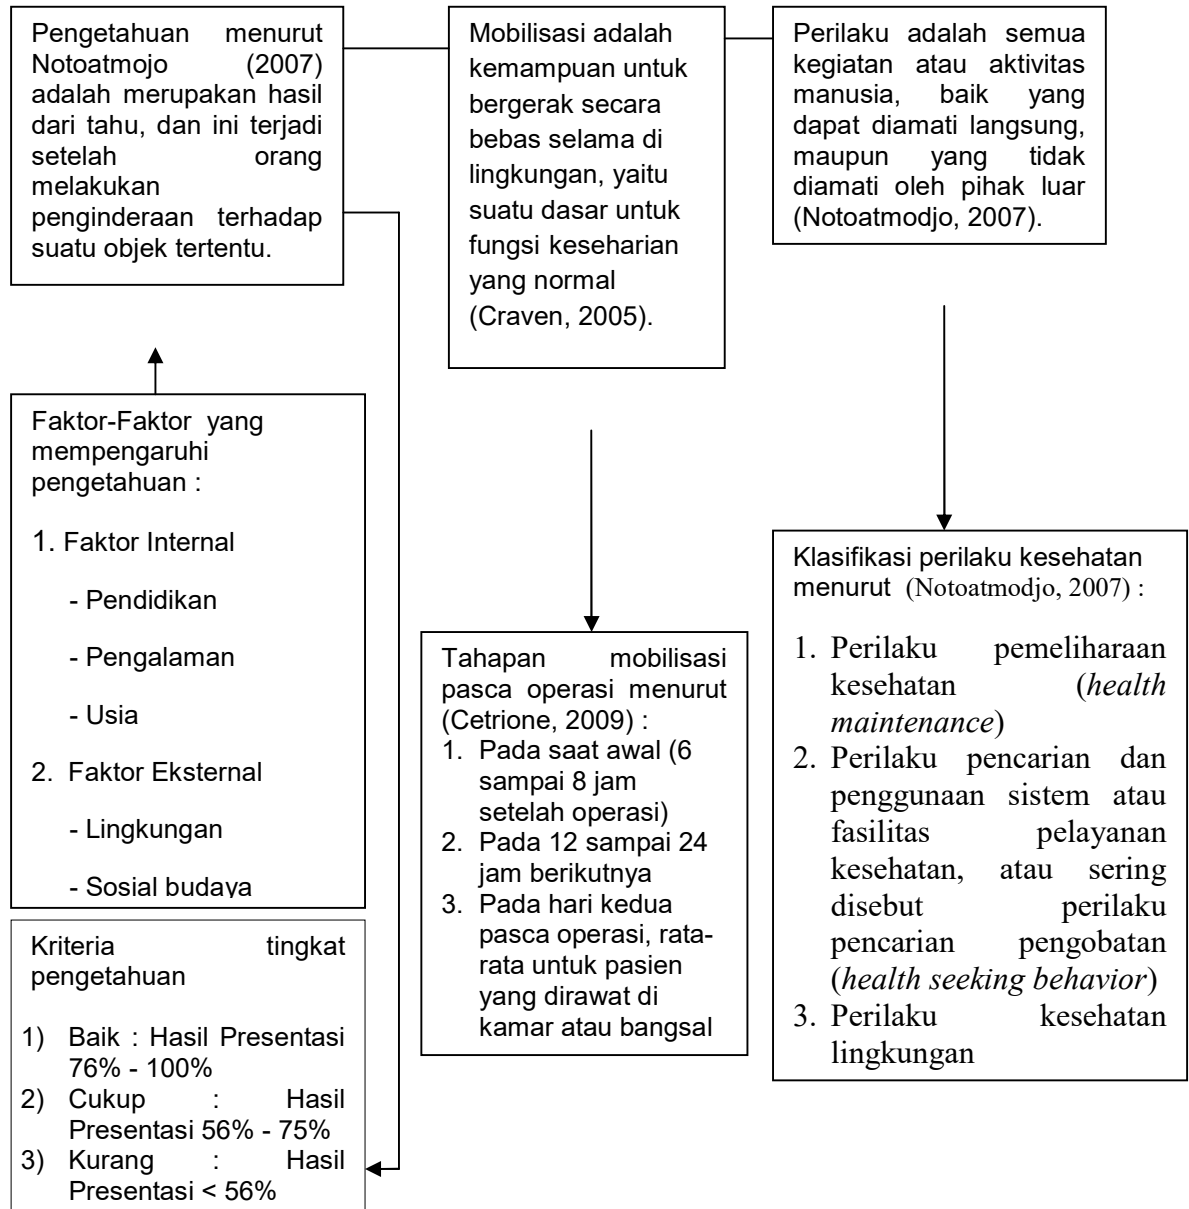 Pengetahuan menurut
Notoatmojo (2007)
adalah merupakan hasil
dari tahu, dan ini terjadi
setelah orang
melakukan
penginderaan terhadap
suatu objek tertentu.
Mobilisasi adalah
kemampuan untuk
bergerak secara
bebas selama di
lingkungan, yaitu
suatu dasar untuk
fungsi keseharian
yang normal
(Craven, 2005).
Perilaku adalah semua
kegiatan atau aktivitas
manusia, baik yang
dapat diamati langsung,
maupun yang tidak
diamati oleh pihak luar
(Notoatmodjo, 2007).
Faktor-Faktor yang
mempengaruhi
pengetahuan :
1. Faktor Internal
- Pendidikan
- Pengalaman
- Usia
2. Faktor Eksternal
- Lingkungan
- Sosial budaya
Kriteria tingkat
pengetahuan
1) Baik : Hasil Presentasi
76% - 100%
2) Cukup : Hasil
Presentasi 56% - 75%
3) Kurang : Hasil
Presentasi < 56%
Tahapan mobilisasi
pasca operasi menurut
(Cetrione, 2009) :
1. Pada saat awal (6
sampai 8 jam
setelah operasi)
2. Pada 12 sampai 24
jam berikutnya
3. Pada hari kedua
pasca operasi, rata-
rata untuk pasien
yang dirawat di
kamar atau bangsal
Klasifikasi perilaku kesehatan
menurut (Notoatmodjo, 2007) :
1. Perilaku pemeliharaan
kesehatan (health
maintenance)
2. Perilaku pencarian dan
penggunaan sistem atau
fasilitas pelayanan
kesehatan, atau sering
disebut perilaku
pencarian pengobatan
(health seeking behavior)
3. Perilaku kesehatan
lingkungan